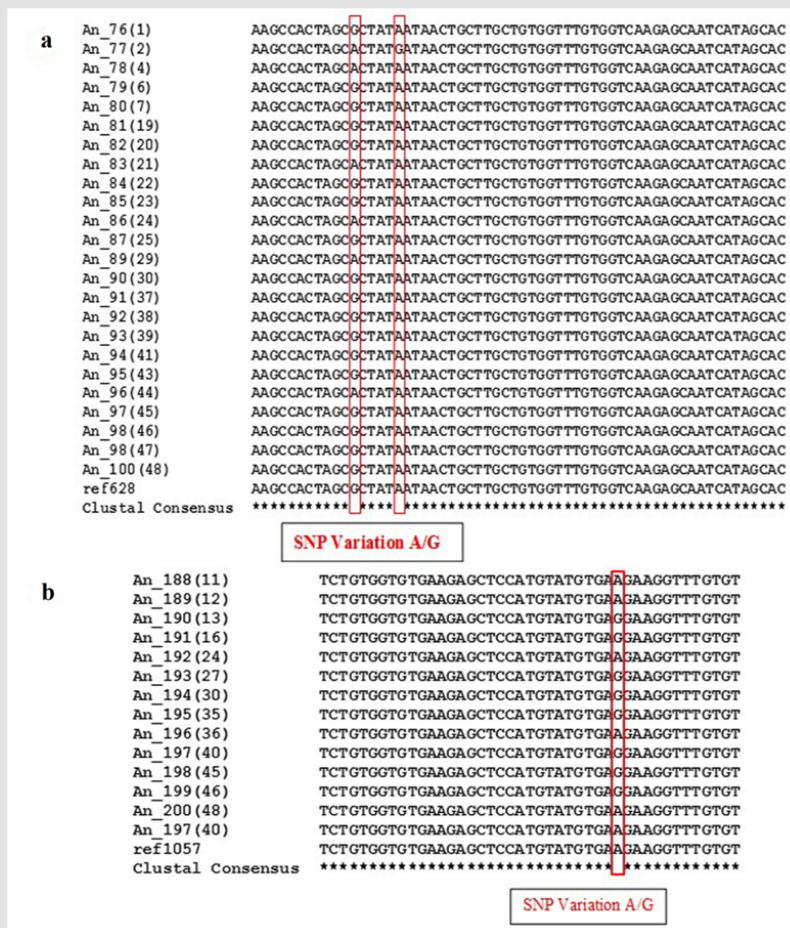 a
An_76(1) AAGCCACTAGCGCTATAATAACTGCTTGCTGTGGTTTGTGGTCAAGAGCAATCATAGCAC
An_77(2) AAGCCACTAGCACTATGATAACTGCTTGCTGTGGTTTGTGGTCAAGAGCAATCATAGCAC
An_78(4) AAGCCACTAGCACTATAATAACTGCTTGCTGTGGTTTGTGGTCAAGAGCAATCATAGCAC
An_79(6) AAGCCACTAGCGCTATAATAACTGCTTGCTGTGGTTTGTGGTCAAGAGCAATCATAGCAC
An_80(7) AAGCCACTAGCGCTATAATAACTGCTTGCTGTGGTTTGTGGTCAAGAGCAATCATAGCAC
An_81(19) AAGCCACTAGCGCTATAATAACTGCTTGCTGTGGTTTGTGGTCAAGAGCAATCATAGCAC
An_82(20) AAGCCACTAGCGCTATAATAACTGCTTGCTGTGGTTTGTGGTCAAGAGCAATCATAGCAC
An_83(21) AAGCCACTAGCACTATAATAACTGCTTGCTGTGGTTTGTGGTCAAGAGCAATCATAGCAC
An_84(22) AAGCCACTAGCGCTATAATAACTGCTTGCTGTGGTTTGTGGTCAAGAGCAATCATAGCAC
An_85(23) AAGCCACTAGCGCTATAATAACTGCTTGCTGTGGTTTGTGGTCAAGAGCAATCATAGCAC
An_86(24) AAGCCACTAGCACTATAATAACTGCTTGCTGTGGTTTGTGGTCAAGAGCAATCATAGCAC
An_87(25) AAGCCACTAGCGCTATAATAACTGCTTGCTGTGGTTTGTGGTCAAGAGCAATCATAGCAC
An_89(29) AAGCCACTAGCACTATAATAACTGCTTGCTGTGGTTTGTGGTCAAGAGCAATCATAGCAC
An_90(30) AAGCCACTAGCGCTATAATAACTGCTTGCTGTGGTTTGTGGTCAAGAGCAATCATAGCAC
An_91(37) AAGCCACTAGCGCTATAATAACTGCTTGCTGTGGTTTGTGGTCAAGAGCAATCATAGCAC
An_92(38) AAGCCACTAGCGCTATAATAACTGCTTGCTGTGGTTTGTGGTCAAGAGCAATCATAGCAC
An_93(39) AAGCCACTAGCGCTATAATAACTGCTTGCTGTGGTTTGTGGTCAAGAGCAATCATAGCAC
An_94(41) AAGCCACTAGCGCTATAATAACTGCTTGCTGTGGTTTGTGGTCAAGAGCAATCATAGCAC
An_95(43) AAGCCACTAGCGCTATAATAACTGCTTGCTGTGGTTTGTGGTCAAGAGCAATCATAGCAC
An_96(44) AAGCCACTAGCACTATAATAACTGCTTGCTGTGGTTTGTGGTCAAGAGCAATCATAGCAC
An_97(45) AAGCCACTAGCGCTATAATAACTGCTTGCTGTGGTTTGTGGTCAAGAGCAATCATAGCAC
An_98(46) AAGCCACTAGCGCTATAATAACTGCTTGCTGTGGTTTGTGGTCAAGAGCAATCATAGCAC
An_98(47) AAGCCACTAGCGCTATAATAACTGCTTGCTGTGGTTTGTGGTCAAGAGCAATCATAGCAC
An_100(48) AAGCCACTAGCGCTATAATAACTGCTTGCTGTGGTTTGTGGTCAAGAGCAATCATAGCAC
ref628 AAGCCACTAGCGCTATAATAACTGCTTGCTGTGGTTTGTGGTCAAGAGCAATCATAGCAC
Clustal Consensus ************************************************************
SNP Variation A/G
b
An_188(11) TCTGTGGTGTGAAGAGCTCCATGTATGTGAAGAAGGTTTGTGT
An_189(12) TCTGTGGTGTGAAGAGCTCCATGTATGTGAAGAAGGTTTGTGT
An_190(13) TCTGTGGTGTGAAGAGCTCCATGTATGTGAGGAAGGTTTGTGT
An_191(16) TCTGTGGTGTGAAGAGCTCCATGTATGTGAGGAAGGTTTGTGT
An_192(24) TCTGTGGTGTGAAGAGCTCCATGTATGTGAAGAAGGTTTGTGT
An_193(27) TCTGTGGTGTGAAGAGCTCCATGTATGTGAGGAAGGTTTGTGT
An_194(30) TCTGTGGTGTGAAGAGCTCCATGTATGTGAGGAAGGTTTGTGT
An_195(35) TCTGTGGTGTGAAGAGCTCCATGTATGTGAGGAAGGTTTGTGT
An_196(36) TCTGTGGTGTGAAGAGCTCCATGTATGTGAAGAAGGTTTGTGT
An_197(40) TCTGTGGTGTGAAGAGCTCCATGTATGTGAGGAAGGTTTGTGT
An_198(45) TCTGTGGTGTGAAGAGCTCCATGTATGTGAGGAAGGTTTGTGT
An_199(46) TCTGTGGTGTGAAGAGCTCCATGTATGTGAGGAAGGTTTGTGT
An_200(48) TCTGTGGTGTGAAGAGCTCCATGTATGTGAAGAAGGTTTGTGT
An_197(40) TCTGTGGTGTGAAGAGCTCCATGTATGTGAAGAAGGTTTGTGT
ref1057 TCTGTGGTGTGAAGAGCTCCATGTATGTGAAGAAGGTTTGTGT
Clustal Consensus ****************************** ************
SNP Variation A/G